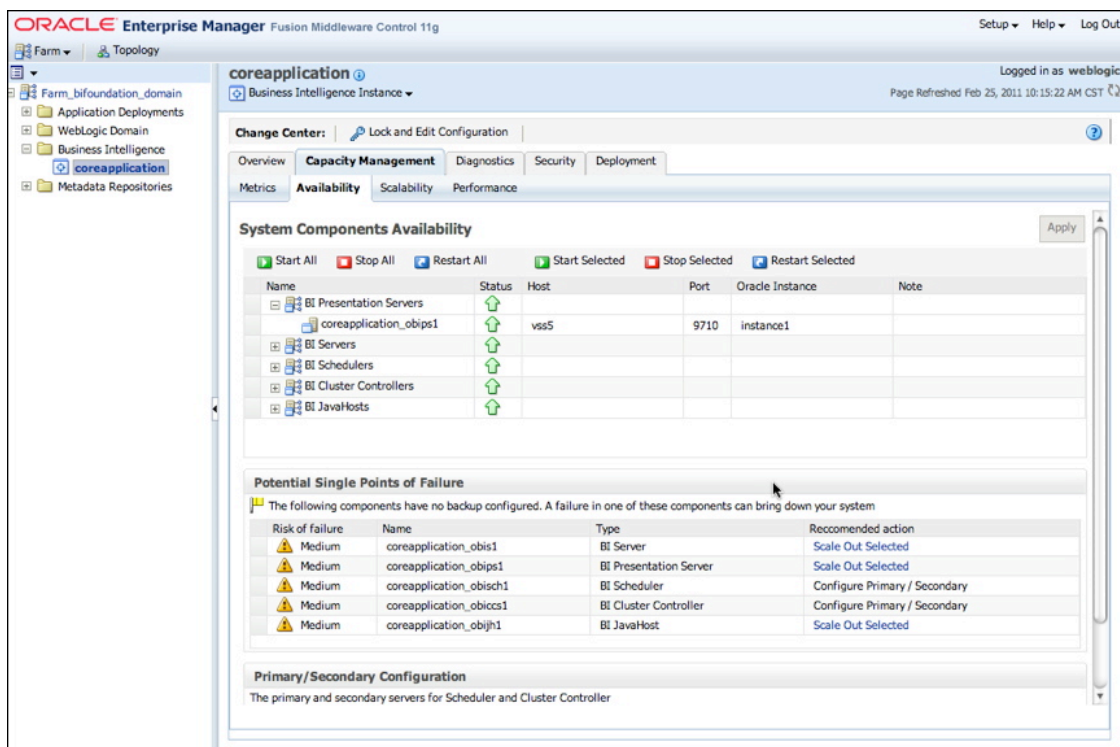 ORACLE Enterprise Manager Fusion Middleware Control 11g
Setup Help Log Out
Farm Topology
Farm_bifoundation_domain
Application Deployments
WebLogic Domain
Business Intelligence
coreapplication
Metadata Repositories
coreapplication
Logged in as weblogic
Business Intelligence Instance
Page Refreshed Feb 25, 2011 10:15:22 AM CST
Change Center: Lock and Edit Configuration
Overview Capacity Management Diagnostics Security Deployment
Metrics Availability Scalability Performance
System Components Availability
Apply
Start All Stop All Restart All Start Selected Stop Selected Restart Selected
Name Status Host Port Oracle Instance Note
BI Presentation Servers
coreapplication_obips1 vss5 9710 instance1
BI Servers
BI Schedulers
BI Cluster Controllers
BI JavaHosts
Potential Single Points of Failure
The following components have no backup configured. A failure in one of these components can bring down your system
Risk of failure Name Type Reccomended action
Medium coreapplication_obis1 BI Server Scale Out Selected
Medium coreapplication_obips1 BI Presentation Server Scale Out Selected
Medium coreapplication_obisch1 BI Scheduler Configure Primary / Secondary
Medium coreapplication_obiccs1 BI Cluster Controller Configure Primary / Secondary
Medium coreapplication_obijh1 BI JavaHost Scale Out Selected
Primary/Secondary Configuration
The primary and secondary servers for Scheduler and Cluster Controller